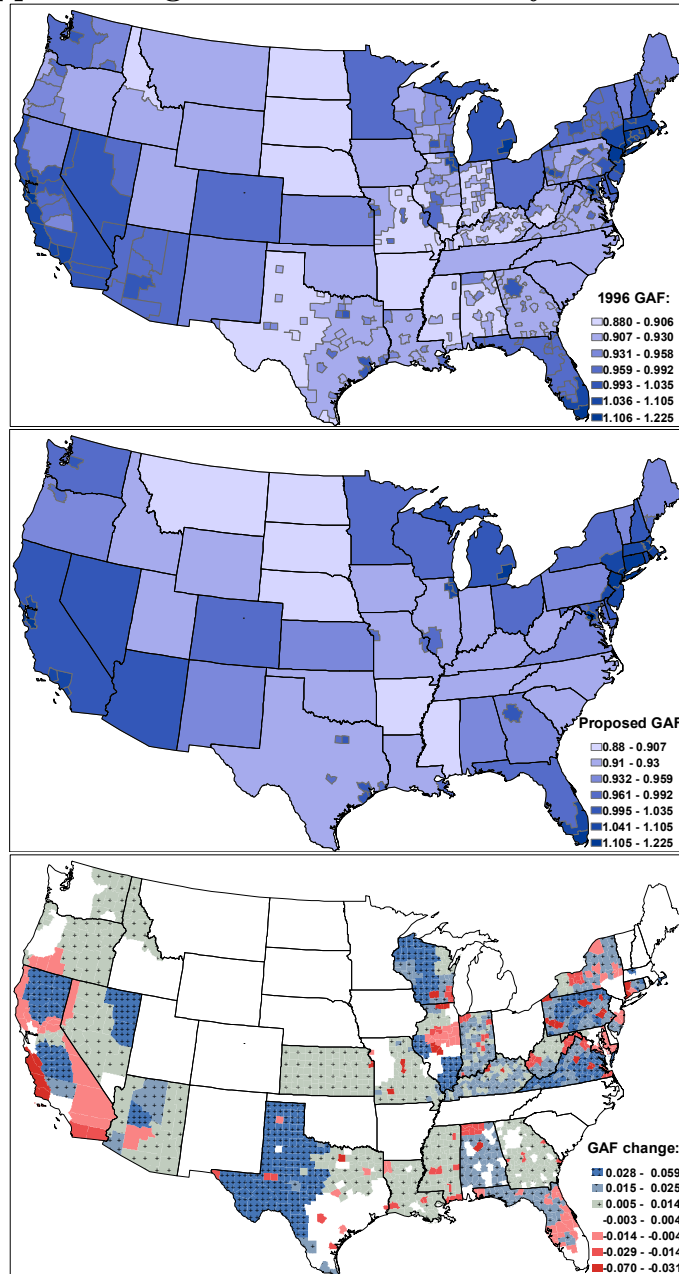 1996 GAF:
0.880 - 0.906
0.907 - 0.930
0.931 - 0.958
0.959 - 0.992
0.993 - 1.035
1.036 - 1.105
1.106 - 1.225
Proposed GAF
0.88 - 0.907
0.91 - 0.93
0.932 - 0.959
0.961 - 0.992
0.995 - 1.035
1.041 - 1.105
1.105 - 1.225
GAF change:
0.028 - 0.059
0.015 - 0.025
0.005 - 0.014
-0.003 - 0.004
-0.014 - -0.004
-0.029 - -0.014
-0.070 - -0.031